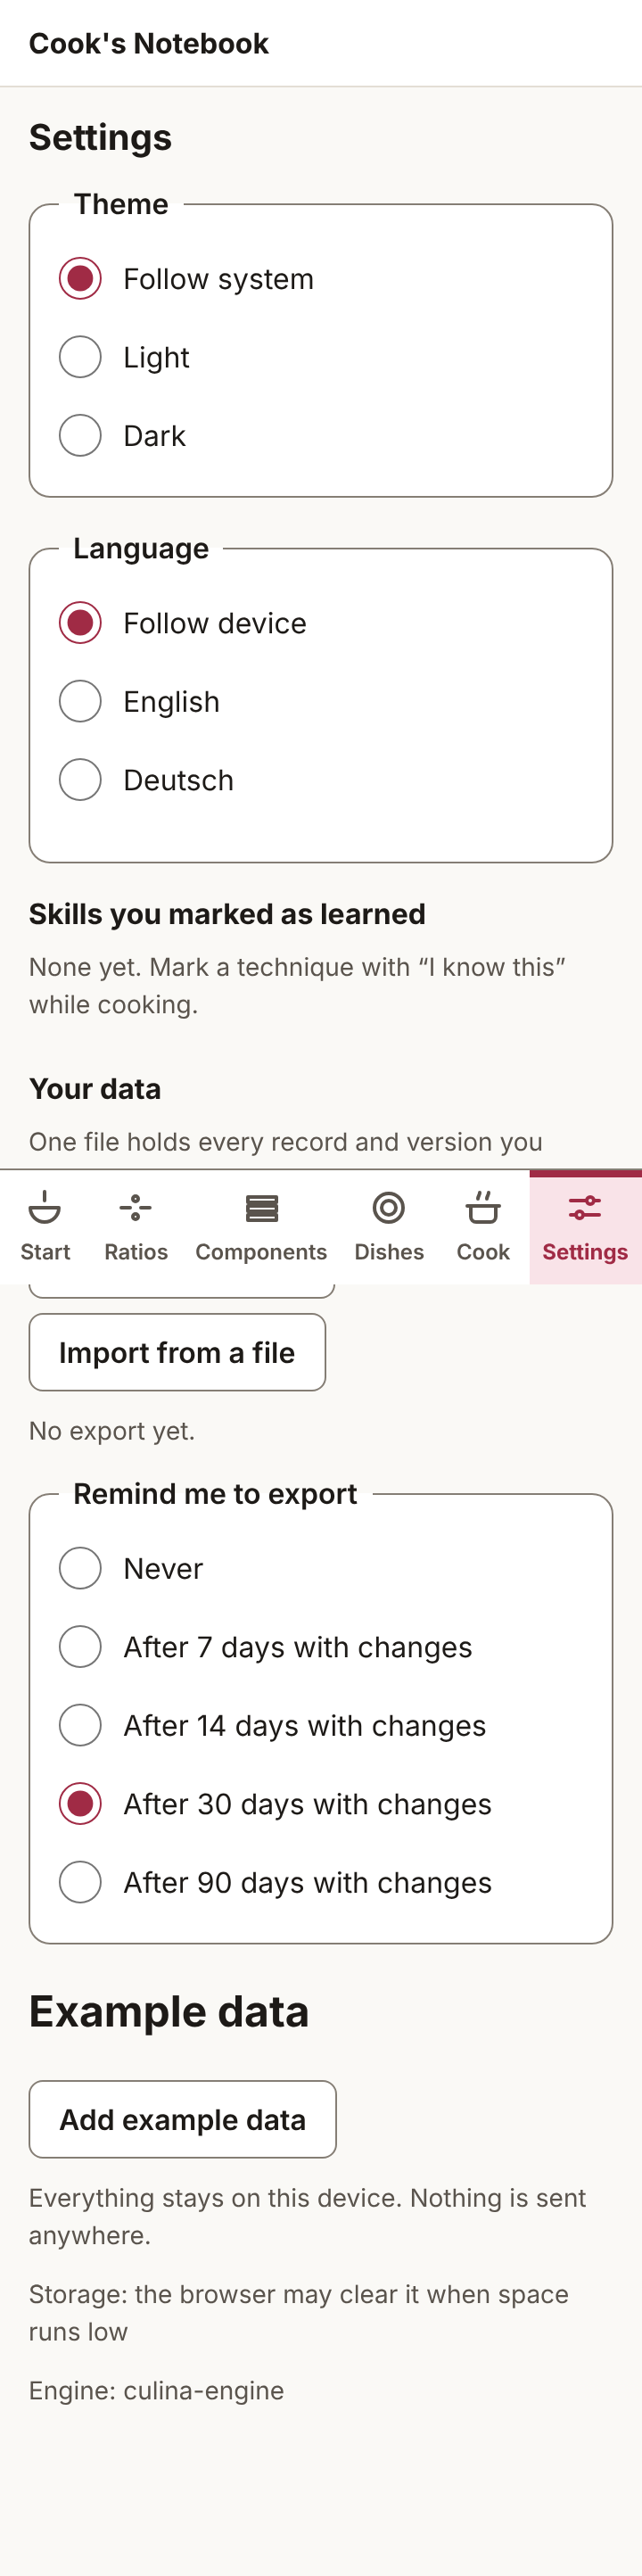 Cook's Notebook
Settings
Theme
Follow system
Light
Dark
Language
Follow device
English
Deutsch
Skills you marked as learned
None yet. Mark a technique with “I know this”
while cooking.
Your data
One file holds every record and version you
Start
Ratios
Components
Dishes
Cook
Settings
Import from a file
No export yet.
Remind me to export
Never
After 7 days with changes
After 14 days with changes
After 30 days with changes
After 90 days with changes
Example data
Add example data
Everything stays on this device. Nothing is sent
anywhere.
Storage: the browser may clear it when space
runs low
Engine: culina-engine